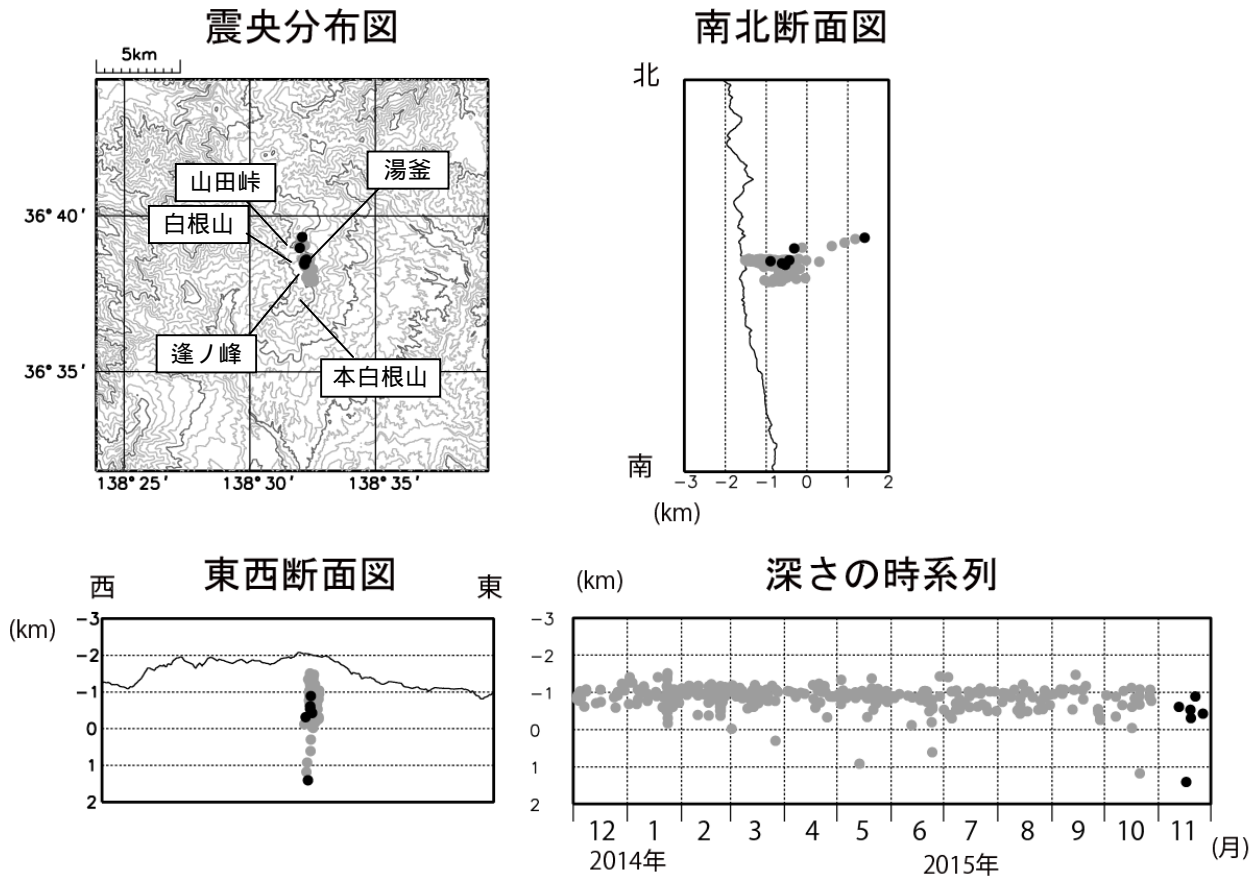 震央分布図
5km
山田峠
湯釜
白根山
逢ノ峰
本白根山
36° 40′
36° 35′
138° 25′ 138° 30′ 138° 35′
南北断面図
北
南
−3 −2 −1 0 1 2
(km)
東西断面図
西
東
(km)
−3
−2
−1
0
1
2
深さの時系列
(km)
−3
−2
−1
0
1
2
12 1 2 3 4 5 6 7 8 9 10 11 (月)
2014年 2015年